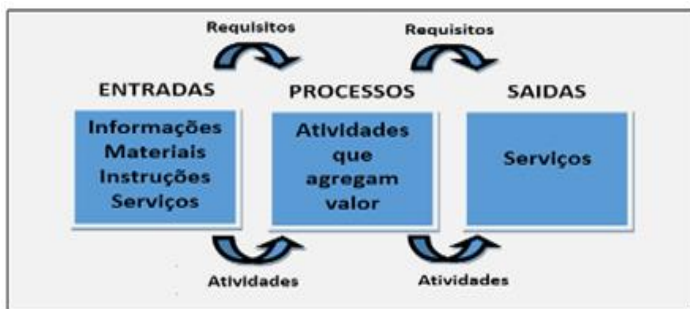 Requisitos
Requisitos
ENTRADAS
PROCESSOS
SAIDAS
Informações
Materiais
Instruções
Serviços
Atividades
que
agregam
valor
Serviços
Atividades
Atividades